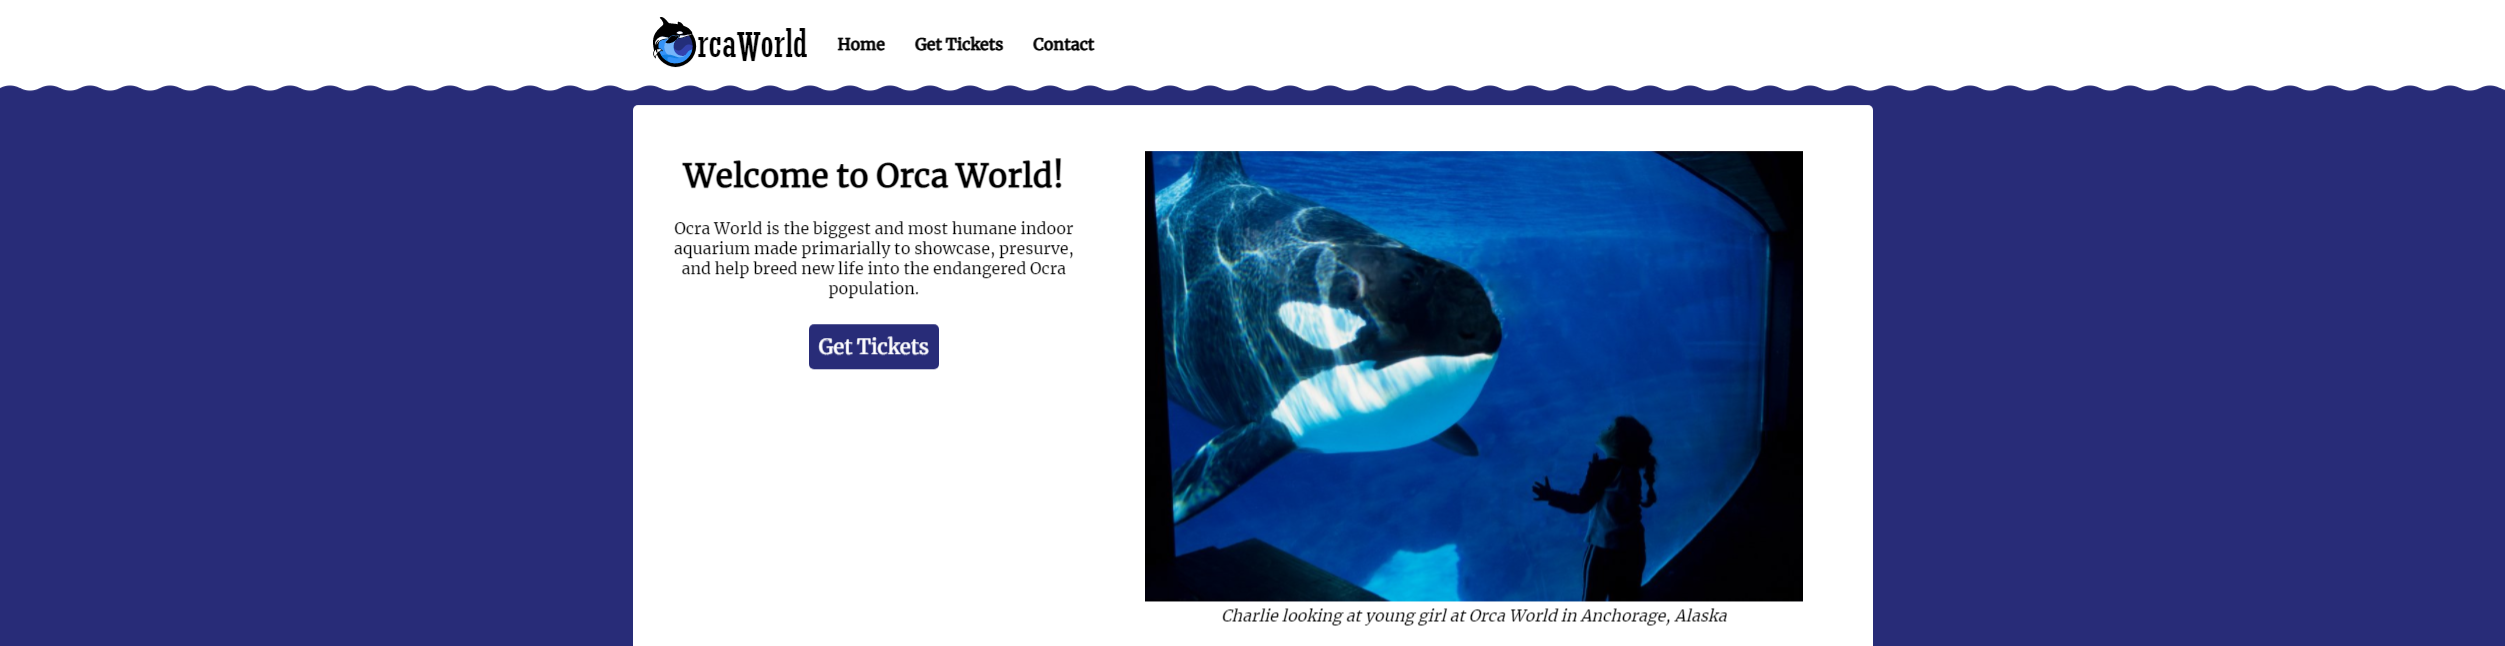 OrcaWorld
Home
Get Tickets
Contact
Welcome to Orca World!
Ocra World is the biggest and most humane indoor
aquarium made primarially to showcase, presurve,
and help breed new life into the endangered Ocra
population.
Get Tickets
Charlie looking at young girl at Orca World in Anchorage, Alaska